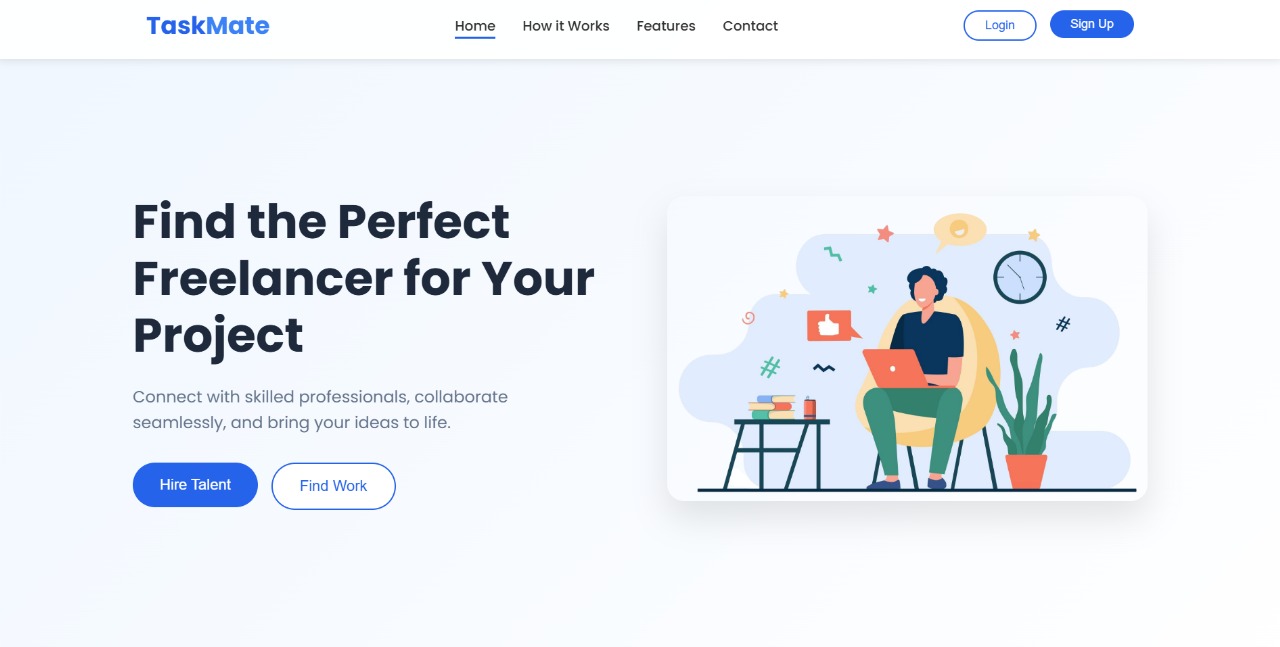 TaskMate
Home
How it Works
Features
Contact
Login
Sign Up
Find the Perfect
Freelancer for Your
Project
Connect with skilled professionals, collaborate
seamlessly, and bring your ideas to life.
Hire Talent
Find Work
#
#